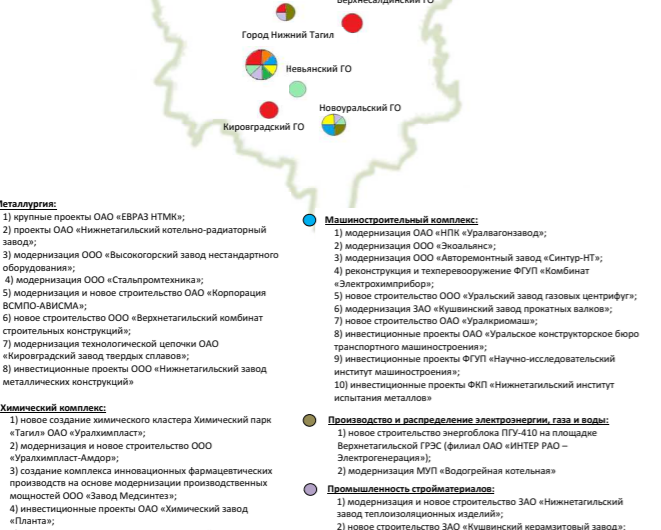 Верхнесалдинский ГО
Город Нижний Тагил
Невьянский ГО
Новоуральский ГО
Кировградский ГО
Металлургия:
1) крупные проекты ОАО «ЕВРАЗ НТМК»;
2) проекты ОАО «Нижнетагильский котельно-радиаторный
завод»;
3) модернизация ООО «Высокогорский завод нестандартного
оборудования»;
4) модернизация ООО «Стальпромтехника»;
5) модернизация и новое строительство ОАО «Корпорация
ВСМПО-АВИСМА»;
6) новое строительство ООО «Верхнетагильский комбинат
строительных конструкций»;
7) модернизация технологической цепочки ОАО
«Кировградский завод твердых сплавов»;
8) инвестиционные проекты ООО «Нижнетагильский завод
металлических конструкций»
Химический комплекс:
1) новое создание химического кластера Химический парк
«Тагил» ОАО «Уралхимпласт»;
2) модернизация и новое строительство ООО
«Уралхимпласт-Амдор»;
3) создание комплекса инновационных фармацевтических
производств на основе модернизации производственных
мощностей ООО «Завод Медсинтез»;
4) инвестиционные проекты ОАО «Химический завод
«Планта»;
Машиностроительный комплекс:
1) модернизация ОАО «НПК «Уралвагонзавод»;
2) модернизация ООО «Экоальянс»;
3) модернизация ООО «Авторемонтный завод «Синтур-НТ»;
4) реконструкция и техперевооружение ФГУП «Комбинат
«Электрохимприбор»;
5) новое строительство ООО «Уральский завод газовых центрифуг»;
6) модернизация ЗАО «Кушвинский завод прокатных валков»;
7) новое строительство ОАО «Уралкриомаш»;
8) инвестиционные проекты ОАО «Уральское конструкторское бюро
транспортного машиностроения»;
9) инвестиционные проекты ФГУП «Научно-исследовательский
институт машиностроения»;
10) инвестиционные проекты ФКП «Нижнетагильский институт
испытания металлов»
Производство и распределение электроэнергии, газа и воды:
1) новое строительство энергоблока ПГУ-410 на площадке
Верхнетагильской ГРЭС (филиал ОАО «ИНТЕР РАО –
Электрогенерация»);
2) модернизация МУП «Водогрейная котельная»
Промышленность стройматериалов:
1) модернизация и новое строительство ЗАО «Нижнетагильский
завод теплоизоляционных изделий»;
2) новое строительство ЗАО «Кушвинский керамзитовый завод»;